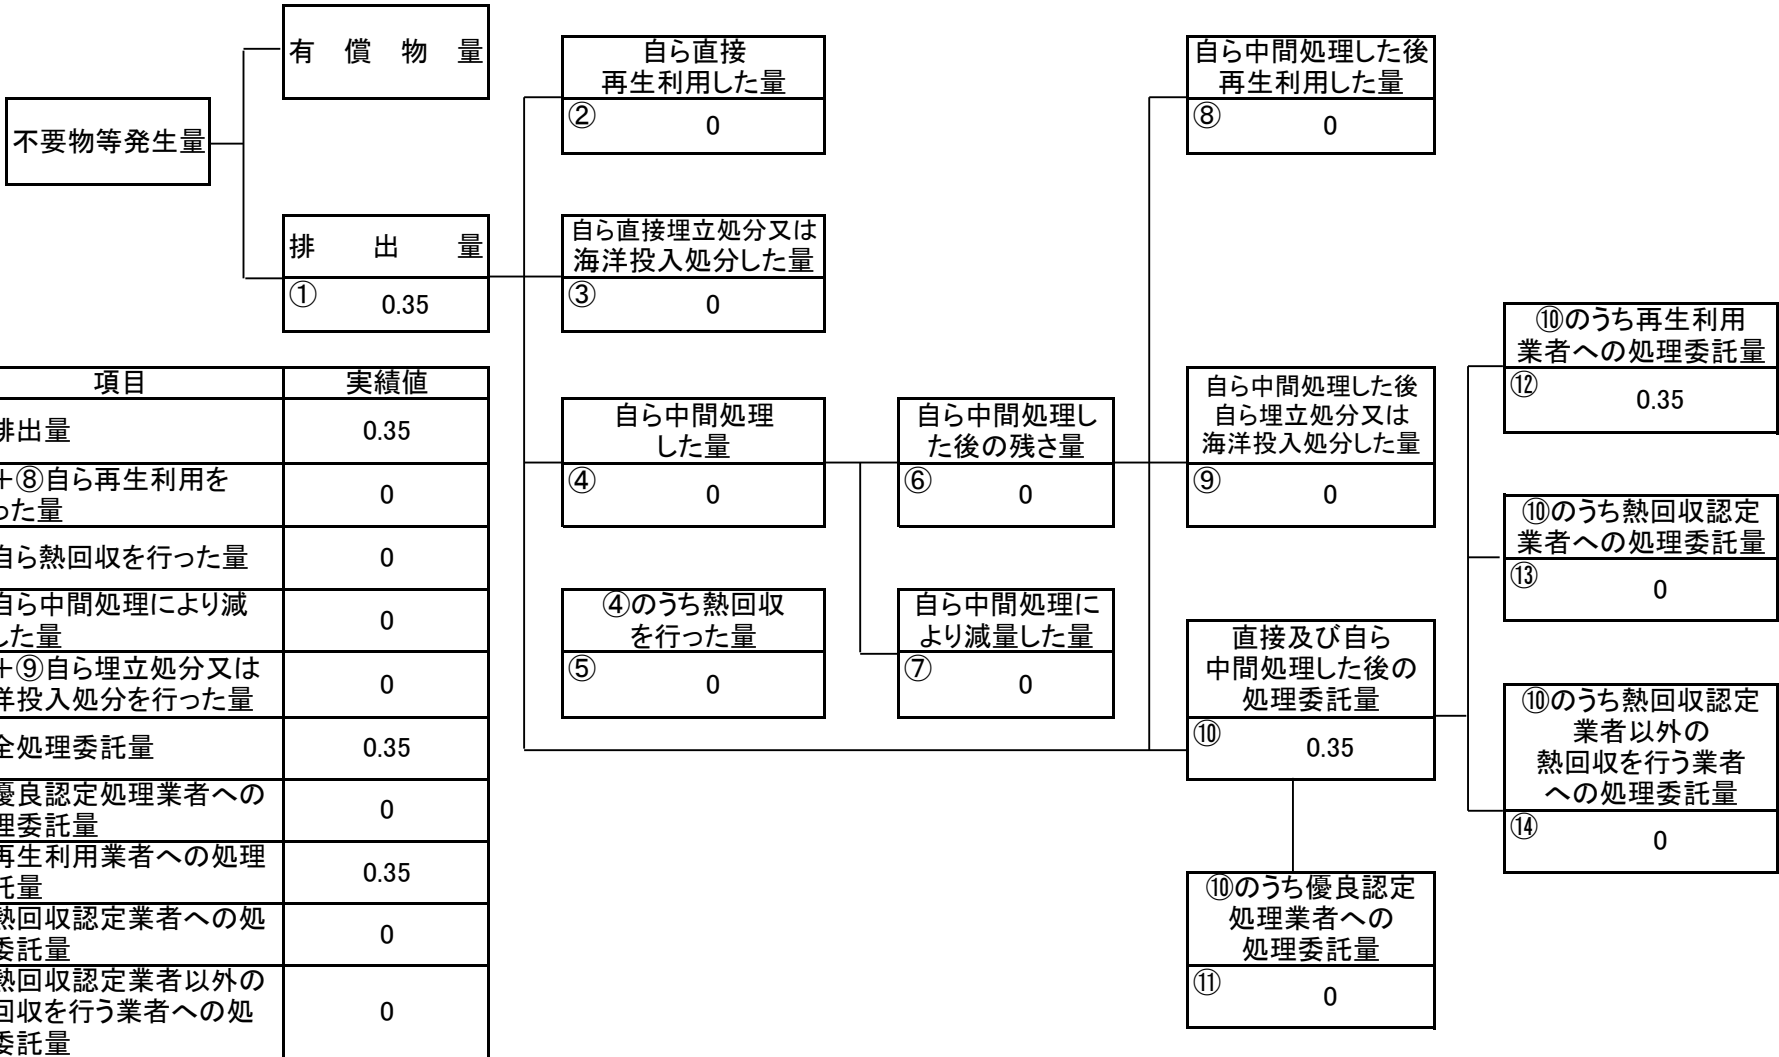 有償物量
不要物等発生量
排出量
① 0.35
自ら直接
再生利用した量
② 0
自ら直接埋立処分又は
海洋投入処分した量
③ 0
自ら中間処理
した量
④ 0
④のうち熱回収
を行った量
⑤ 0
自ら中間処理し
た後の残さ量
⑥ 0
自ら中間処理に
より減量した量
⑦ 0
自ら中間処理した後
再生利用した量
⑧ 0
自ら中間処理した後
自ら埋立処分又は
海洋投入処分した量
⑨ 0
直接及び自ら
中間処理した後の
処理委託量
⑩ 0.35
⑩のうち優良認定
処理業者への
処理委託量
⑪ 0
⑩のうち再生利用
業者への処理委託量
⑫ 0.35
⑩のうち熱回収認定
業者への処理委託量
⑬ 0
⑩のうち熱回収認定
業者以外の
熱回収を行う業者
への処理委託量
⑭ 0
項目 実績値
排出量 0.35
+⑧自ら再生利用を
った量 0
自ら熱回収を行った量 0
自ら中間処理により減
した量 0
+⑨自ら埋立処分又は
洋投入処分を行った量 0
全処理委託量 0.35
優良認定処理業者への
理委託量 0
再生利用業者への処理
託量 0.35
熱回収認定業者への処
委託量 0
熱回収認定業者以外の
回収を行う業者への処
委託量 0